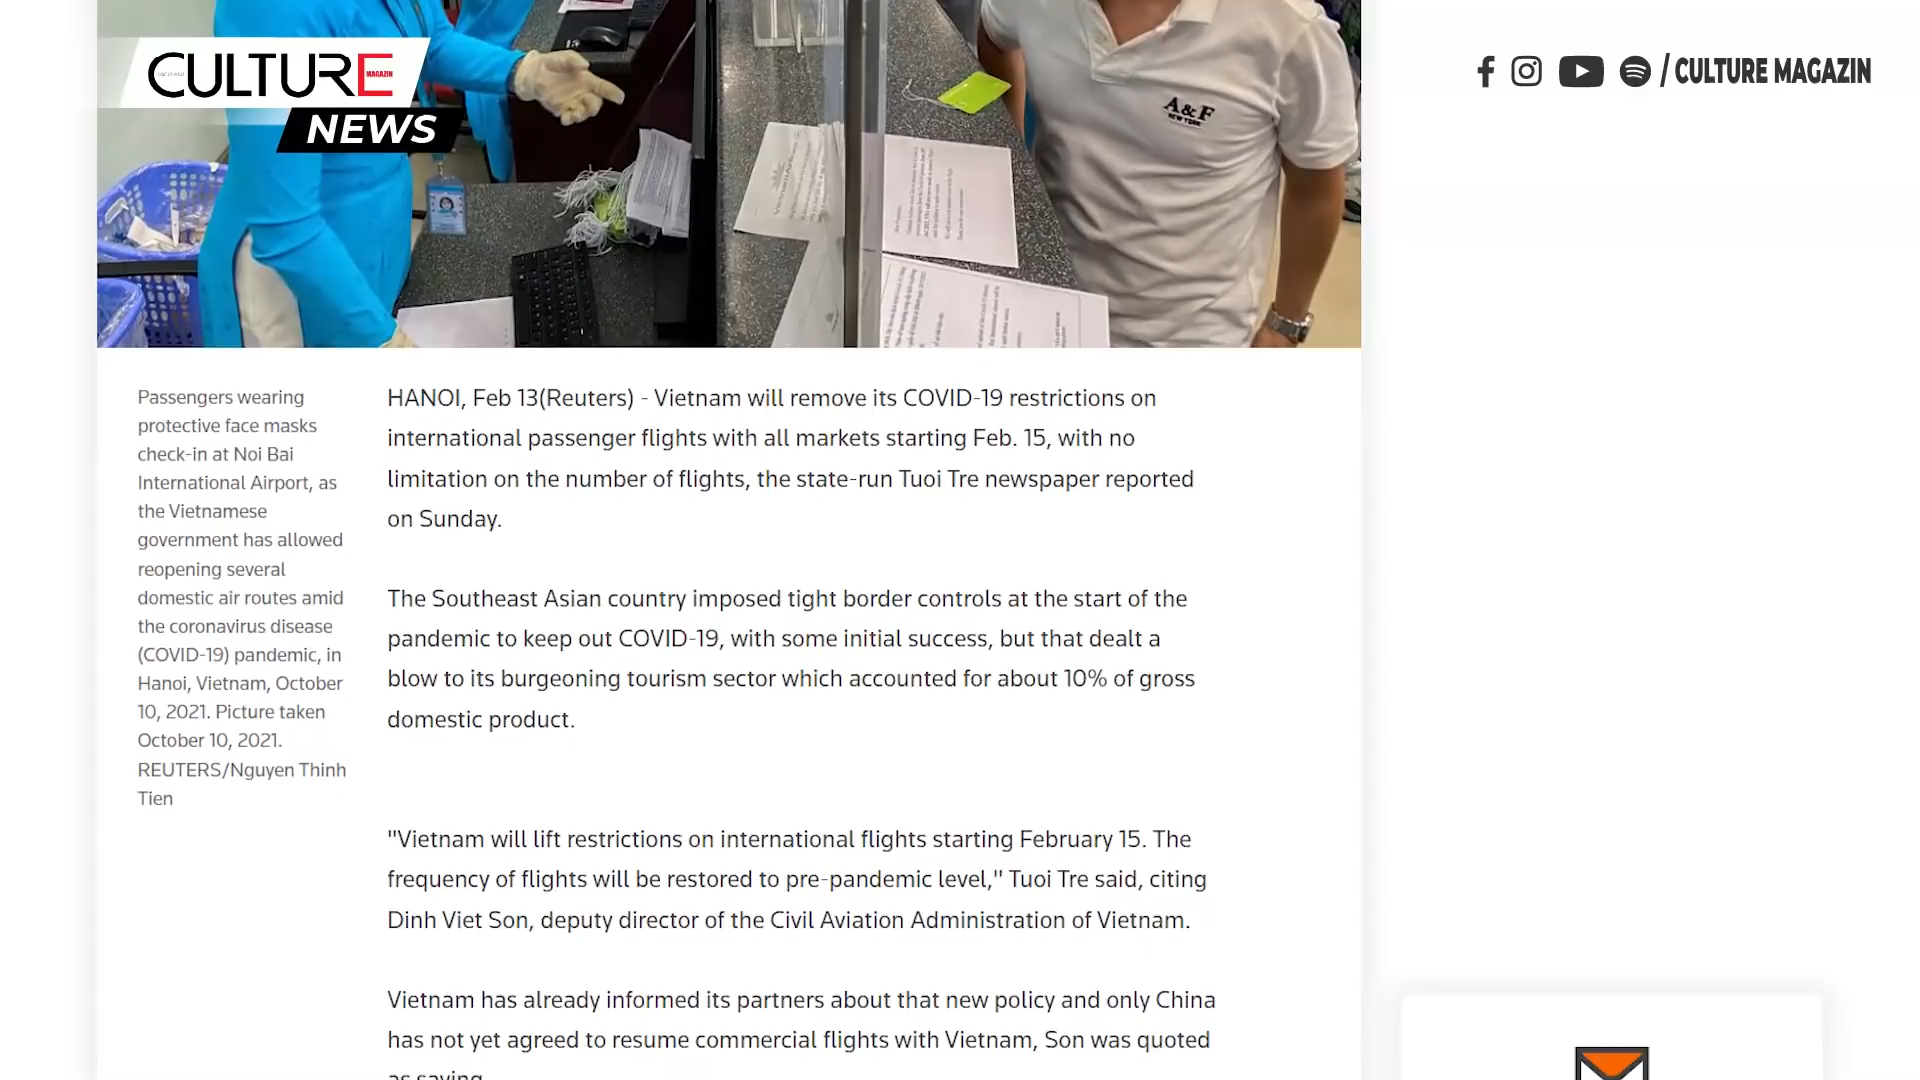 CULTURE
MAGAZIN
NEWS
/ CULTURE MAGAZIN
A&F
NEW YORK
Passengers wearing
protective face masks
check-in at Noi Bai
International Airport, as
the Vietnamese
government has allowed
reopening several
domestic air routes amid
the coronavirus disease
(COVID-19) pandemic, in
Hanoi, Vietnam, October
10, 2021. Picture taken
October 10, 2021.
REUTERS/Nguyen Thinh
Tien
HANOI, Feb 13(Reuters) - Vietnam will remove its COVID-19 restrictions on
international passenger flights with all markets starting Feb. 15, with no
limitation on the number of flights, the state-run Tuoi Tre newspaper reported
on Sunday.
The Southeast Asian country imposed tight border controls at the start of the
pandemic to keep out COVID-19, with some initial success, but that dealt a
blow to its burgeoning tourism sector which accounted for about 10% of gross
domestic product.
"Vietnam will lift restrictions on international flights starting February 15. The
frequency of flights will be restored to pre-pandemic level," Tuoi Tre said, citing
Dinh Viet Son, deputy director of the Civil Aviation Administration of Vietnam.
Vietnam has already informed its partners about that new policy and only China
has not yet agreed to resume commercial flights with Vietnam, Son was quoted
as saying.